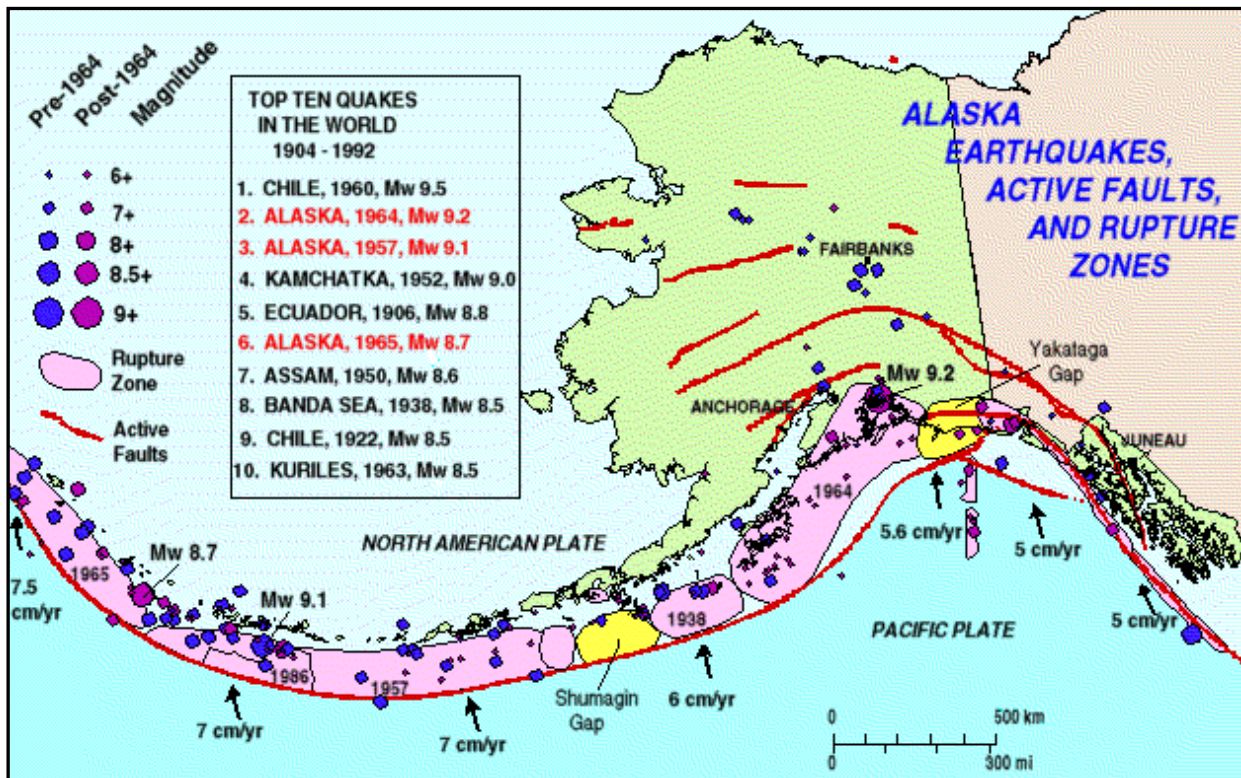 Pre-1964
Post-1964
Magnitude
6+
7+
8+
8.5+
9+
Rupture
Zone
Active
Faults
TOP TEN QUAKES
IN THE WORLD
1904 - 1992
1. CHILE, 1960, Mw 9.5
2. ALASKA, 1964, Mw 9.2
3. ALASKA, 1957, Mw 9.1
4. KAMCHATKA, 1952, Mw 9.0
5. ECUADOR, 1906, Mw 8.8
6. ALASKA, 1965, Mw 8.7
7. ASSAM, 1950, Mw 8.6
8. BANDA SEA, 1938, Mw 8.5
9. CHILE, 1922, Mw 8.5
10. KURILES, 1963, Mw 8.5
ALASKA
EARTHQUAKES,
ACTIVE FAULTS,
AND RUPTURE
ZONES
FAIRBANKS
Yakataga
Gap
Mw 9.2
ANCHORAGE
JUNEAU
1964
5.6 cm/yr
5 cm/yr
NORTH AMERICAN PLATE
Mw 8.7
1965
7.5
cm/yr
Mw 9.1
1938
PACIFIC PLATE
5 cm/yr
1986
1957
Shumagin
Gap
6 cm/yr
7 cm/yr
7 cm/yr
0 500 km
0 300 mi